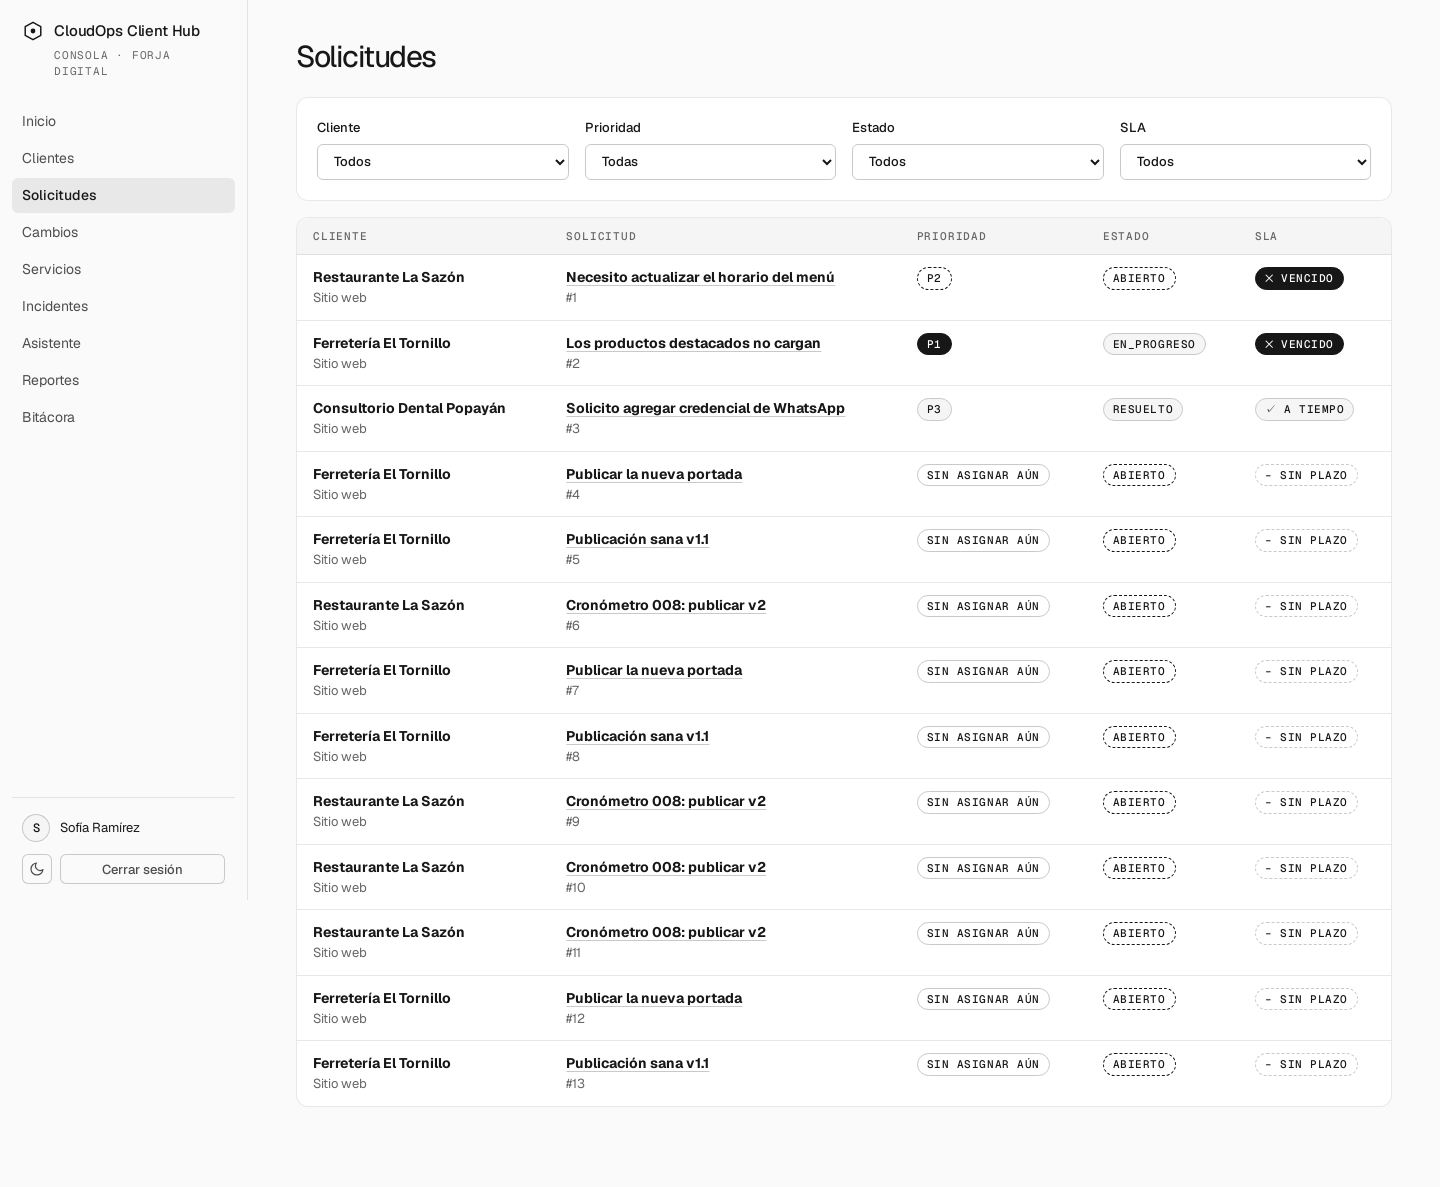 CloudOps Client Hub
CONSOLA · FORJA
DIGITAL
Inicio
Clientes
Solicitudes
Cambios
Servicios
Incidentes
Asistente
Reportes
Bitácora
S Sofía Ramírez
Cerrar sesión
Solicitudes
Cliente Prioridad Estado SLA
Todos Todas Todos Todos
CLIENTE SOLICITUD PRIORIDAD ESTADO SLA
Restaurante La Sazón Necesito actualizar el horario del menú P2 ABIERTO × VENCIDO
Sitio web #1
Ferretería El Tornillo Los productos destacados no cargan P1 EN_PROGRESO × VENCIDO
Sitio web #2
Consultorio Dental Popayán Solicito agregar credencial de WhatsApp P3 RESUELTO ✓ A TIEMPO
Sitio web #3
Ferretería El Tornillo Publicar la nueva portada SIN ASIGNAR AÚN ABIERTO – SIN PLAZO
Sitio web #4
Ferretería El Tornillo Publicación sana v1.1 SIN ASIGNAR AÚN ABIERTO – SIN PLAZO
Sitio web #5
Restaurante La Sazón Cronómetro 008: publicar v2 SIN ASIGNAR AÚN ABIERTO – SIN PLAZO
Sitio web #6
Ferretería El Tornillo Publicar la nueva portada SIN ASIGNAR AÚN ABIERTO – SIN PLAZO
Sitio web #7
Ferretería El Tornillo Publicación sana v1.1 SIN ASIGNAR AÚN ABIERTO – SIN PLAZO
Sitio web #8
Restaurante La Sazón Cronómetro 008: publicar v2 SIN ASIGNAR AÚN ABIERTO – SIN PLAZO
Sitio web #9
Restaurante La Sazón Cronómetro 008: publicar v2 SIN ASIGNAR AÚN ABIERTO – SIN PLAZO
Sitio web #10
Restaurante La Sazón Cronómetro 008: publicar v2 SIN ASIGNAR AÚN ABIERTO – SIN PLAZO
Sitio web #11
Ferretería El Tornillo Publicar la nueva portada SIN ASIGNAR AÚN ABIERTO – SIN PLAZO
Sitio web #12
Ferretería El Tornillo Publicación sana v1.1 SIN ASIGNAR AÚN ABIERTO – SIN PLAZO
Sitio web #13